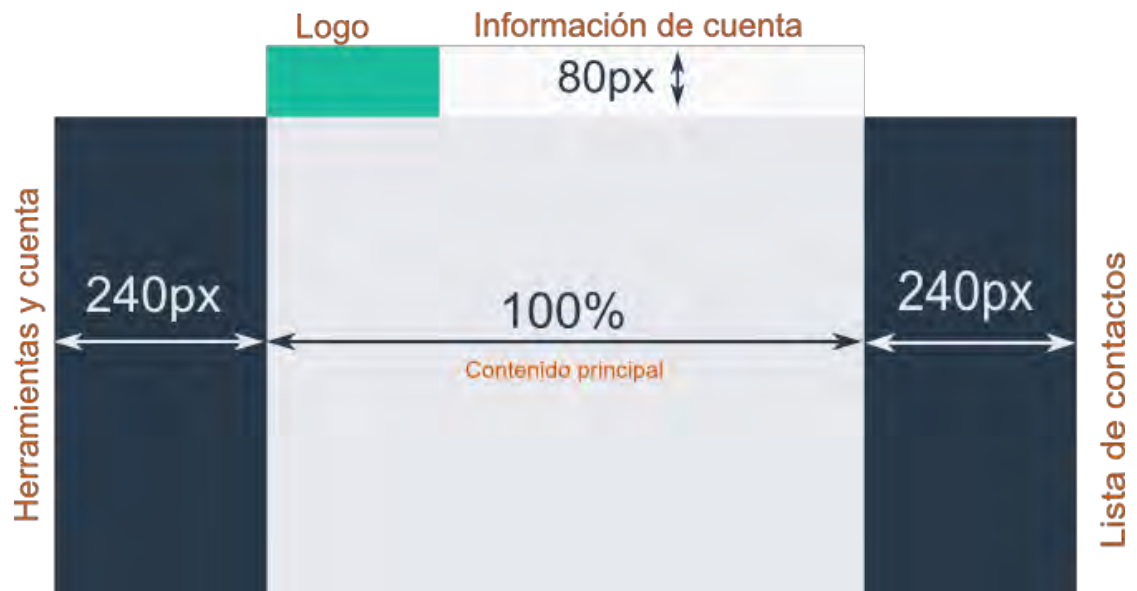 Logo
Información de cuenta
80px
Herramientas y cuenta
240px
100%
240px
Contenido principal
Lista de contactos